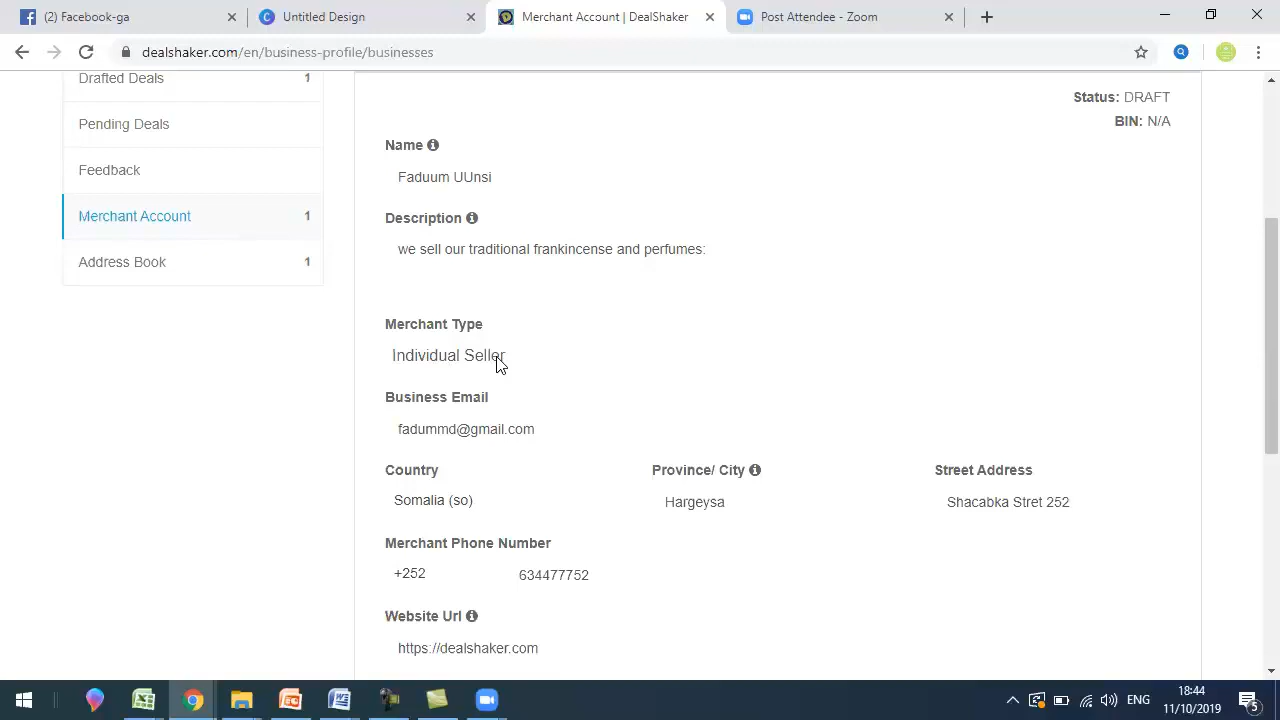 (2) Facebook-ga
Untitled Design
Merchant Account | DealShaker
Post Attendee - Zoom
dealshaker.com/en/business-profile/businesses
Drafted Deals 1
Pending Deals
Feedback
Merchant Account 1
Address Book 1
Status: DRAFT
BIN: N/A
Name
Faduum UUnsi
Description
we sell our traditional frankincense and perfumes:
Merchant Type
Individual Seller
Business Email
fadummd@gmail.com
Country Province/ City Street Address
Somalia (so) Hargeysa Shacabka Stret 252
Merchant Phone Number
+252 634477752
Website Url
https://dealshaker.com
ENG
18:44
11/10/2019
5